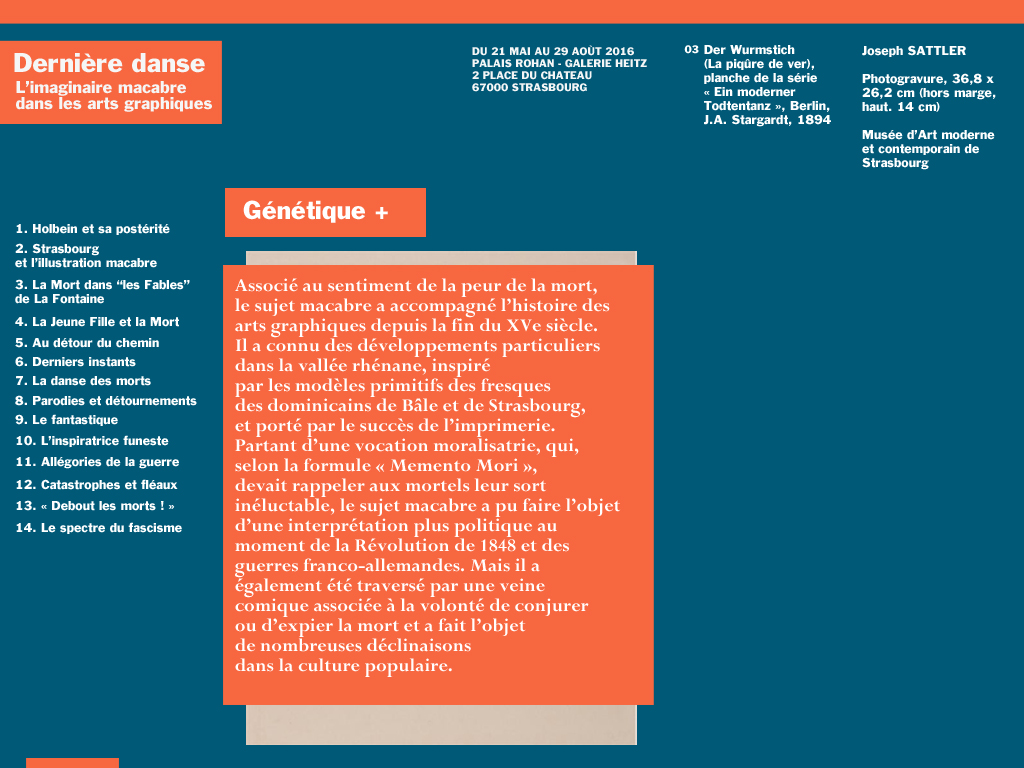 Dernière danse
L'imaginaire macabre
dans les arts graphiques
DU 21 MAI AU 29 AOÙT 2016
PALAIS ROHAN - GALERIE HEITZ
2 PLACE DU CHATEAU
67000 STRASBOURG
03 Der Wurmstich
(La piqûre de ver),
planche de la série
« Ein moderner
Todtentanz », Berlin,
J.A. Stargardt, 1894
Joseph SATTLER
Photogravure, 36,8 x
26,2 cm (hors marge,
haut. 14 cm)
Musée d'Art moderne
et contemporain de
Strasbourg
1. Holbein et sa postérité
2. Strasbourg
et l'illustration macabre
3. La Mort dans “les Fables”
de La Fontaine
4. La Jeune Fille et la Mort
5. Au détour du chemin
6. Derniers instants
7. La danse des morts
8. Parodies et détournements
9. Le fantastique
10. L'inspiratrice funeste
11. Allégories de la guerre
12. Catastrophes et fléaux
13. « Debout les morts ! »
14. Le spectre du fascisme
Génétique +
Associé au sentiment de la peur de la mort,
le sujet macabre a accompagné l'histoire des
arts graphiques depuis la fin du XVe siècle.
Il a connu des développements particuliers
dans la vallée rhénane, inspiré
par les modèles primitifs des fresques
des dominicains de Bâle et de Strasbourg,
et porté par le succès de l'imprimerie.
Partant d'une vocation moralisatrie, qui,
selon la formule « Memento Mori »,
devait rappeler aux mortels leur sort
inéluctable, le sujet macabre a pu faire l'objet
d'une interprétation plus politique au
moment de la Révolution de 1848 et des
guerres franco-allemandes. Mais il a
également été traversé par une veine
comique associée à la volonté de conjurer
ou d'expier la mort et a fait l'objet
de nombreuses déclinaisons
dans la culture populaire.